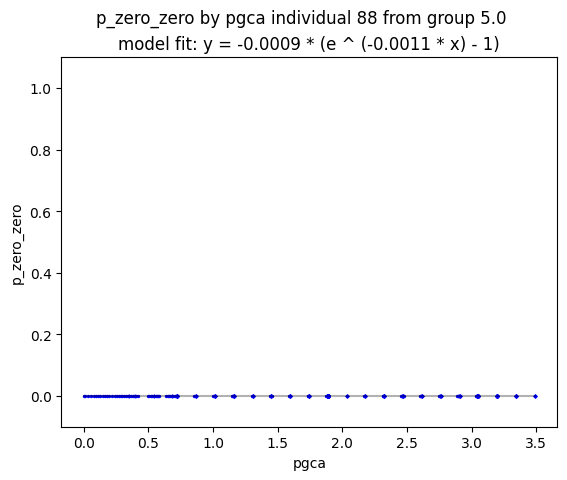 p_zero_zero by pgca individual 88 from group 5.0
model fit: y = -0.0009 * (e ^ (-0.0011 * x) - 1)
1.0
0.8
0.6
0.4
0.2
0.0
p_zero_zero
0.0 0.5 1.0 1.5 2.0 2.5 3.0 3.5
pgca